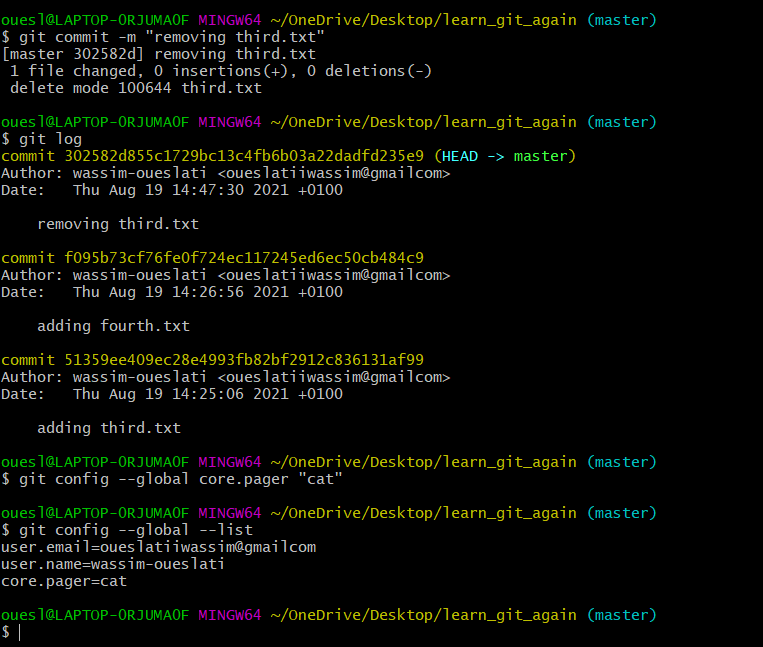 ouesl@LAPTOP-0RJUMA0F MINGW64 ~/OneDrive/Desktop/learn_git_again (master)
$ git commit -m "removing third.txt"
[master 302582d] removing third.txt
 1 file changed, 0 insertions(+), 0 deletions(-)
 delete mode 100644 third.txt

ouesl@LAPTOP-0RJUMA0F MINGW64 ~/OneDrive/Desktop/learn_git_again (master)
$ git log
commit 302582d855c1729bc13c4fb6b03a22dadfd235e9 (HEAD -> master)
Author: wassim-oueslati <oueslatiiwassim@gmailcom>
Date:   Thu Aug 19 14:47:30 2021 +0100

    removing third.txt

commit f095b73cf76fe0f724ec117245ed6ec50cb484c9
Author: wassim-oueslati <oueslatiiwassim@gmailcom>
Date:   Thu Aug 19 14:26:56 2021 +0100

    adding fourth.txt

commit 51359ee409ec28e4993fb82bf2912c836131af99
Author: wassim-oueslati <oueslatiiwassim@gmailcom>
Date:   Thu Aug 19 14:25:06 2021 +0100

    adding third.txt

ouesl@LAPTOP-0RJUMA0F MINGW64 ~/OneDrive/Desktop/learn_git_again (master)
$ git config --global core.pager "cat"

ouesl@LAPTOP-0RJUMA0F MINGW64 ~/OneDrive/Desktop/learn_git_again (master)
$ git config --global --list
user.email=oueslatiiwassim@gmailcom
user.name=wassim-oueslati
core.pager=cat

ouesl@LAPTOP-0RJUMA0F MINGW64 ~/OneDrive/Desktop/learn_git_again (master)
$